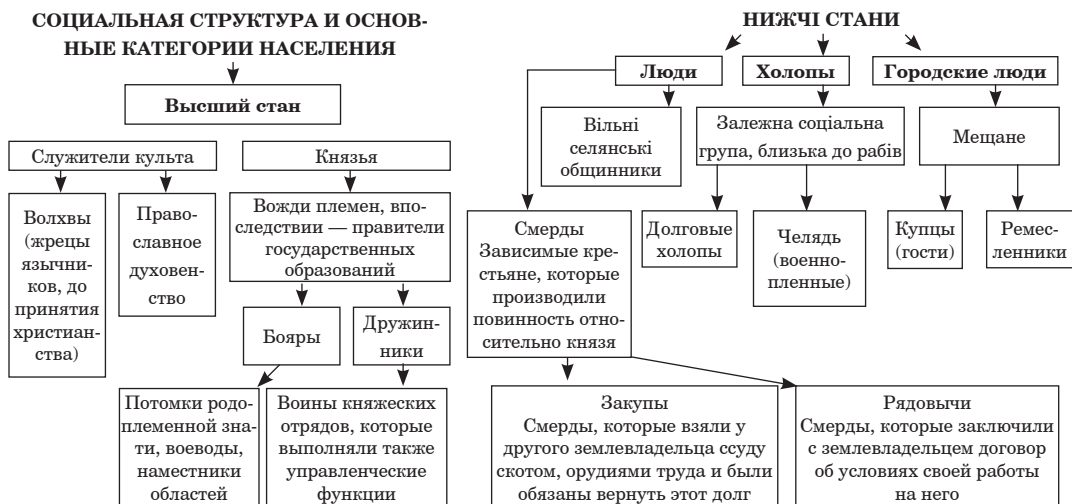 СОЦИАЛЬНАЯ СТРУКТУРА И ОСНОВ-
НЫЕ КАТЕГОРИИ НАСЕЛЕНИЯ
Высший стан
Служители культа
Князья
Волхвы
(жрецы
язычни-
ков, до
принятия
христиан-
ства)
Право-
славное
духовен-
ство
Вожди племен, впо-
следствии — правители
государственных
образований
Бояры
Дружин-
ники
Потомки родо-
племенной зна-
ти, воеводы,
наместники
областей
Воины княжеских
отрядов, которые
выполняли также
управленческие
функции
НИЖЧІ СТАНИ
Люди
Холопы
Городские люди
Вільні
селянські
общинники
Залежна соціальна
група, близька до рабів
Мещане
Смерды
Зависимые кре-
стьяне, которые
производили
повинность отно-
сительно князя
Долговые
холопы
Челядь
(военно-
пленные)
Купцы
(гости)
Ремес-
ленники
Закупы
Смерды, которые взяли у
другого землевладельца ссуду
скотом, орудиями труда и были
обязаны вернуть этот долг
Рядовычи
Смерды, которые заключили
с землевладельцем договор
об условиях своей работы
на него